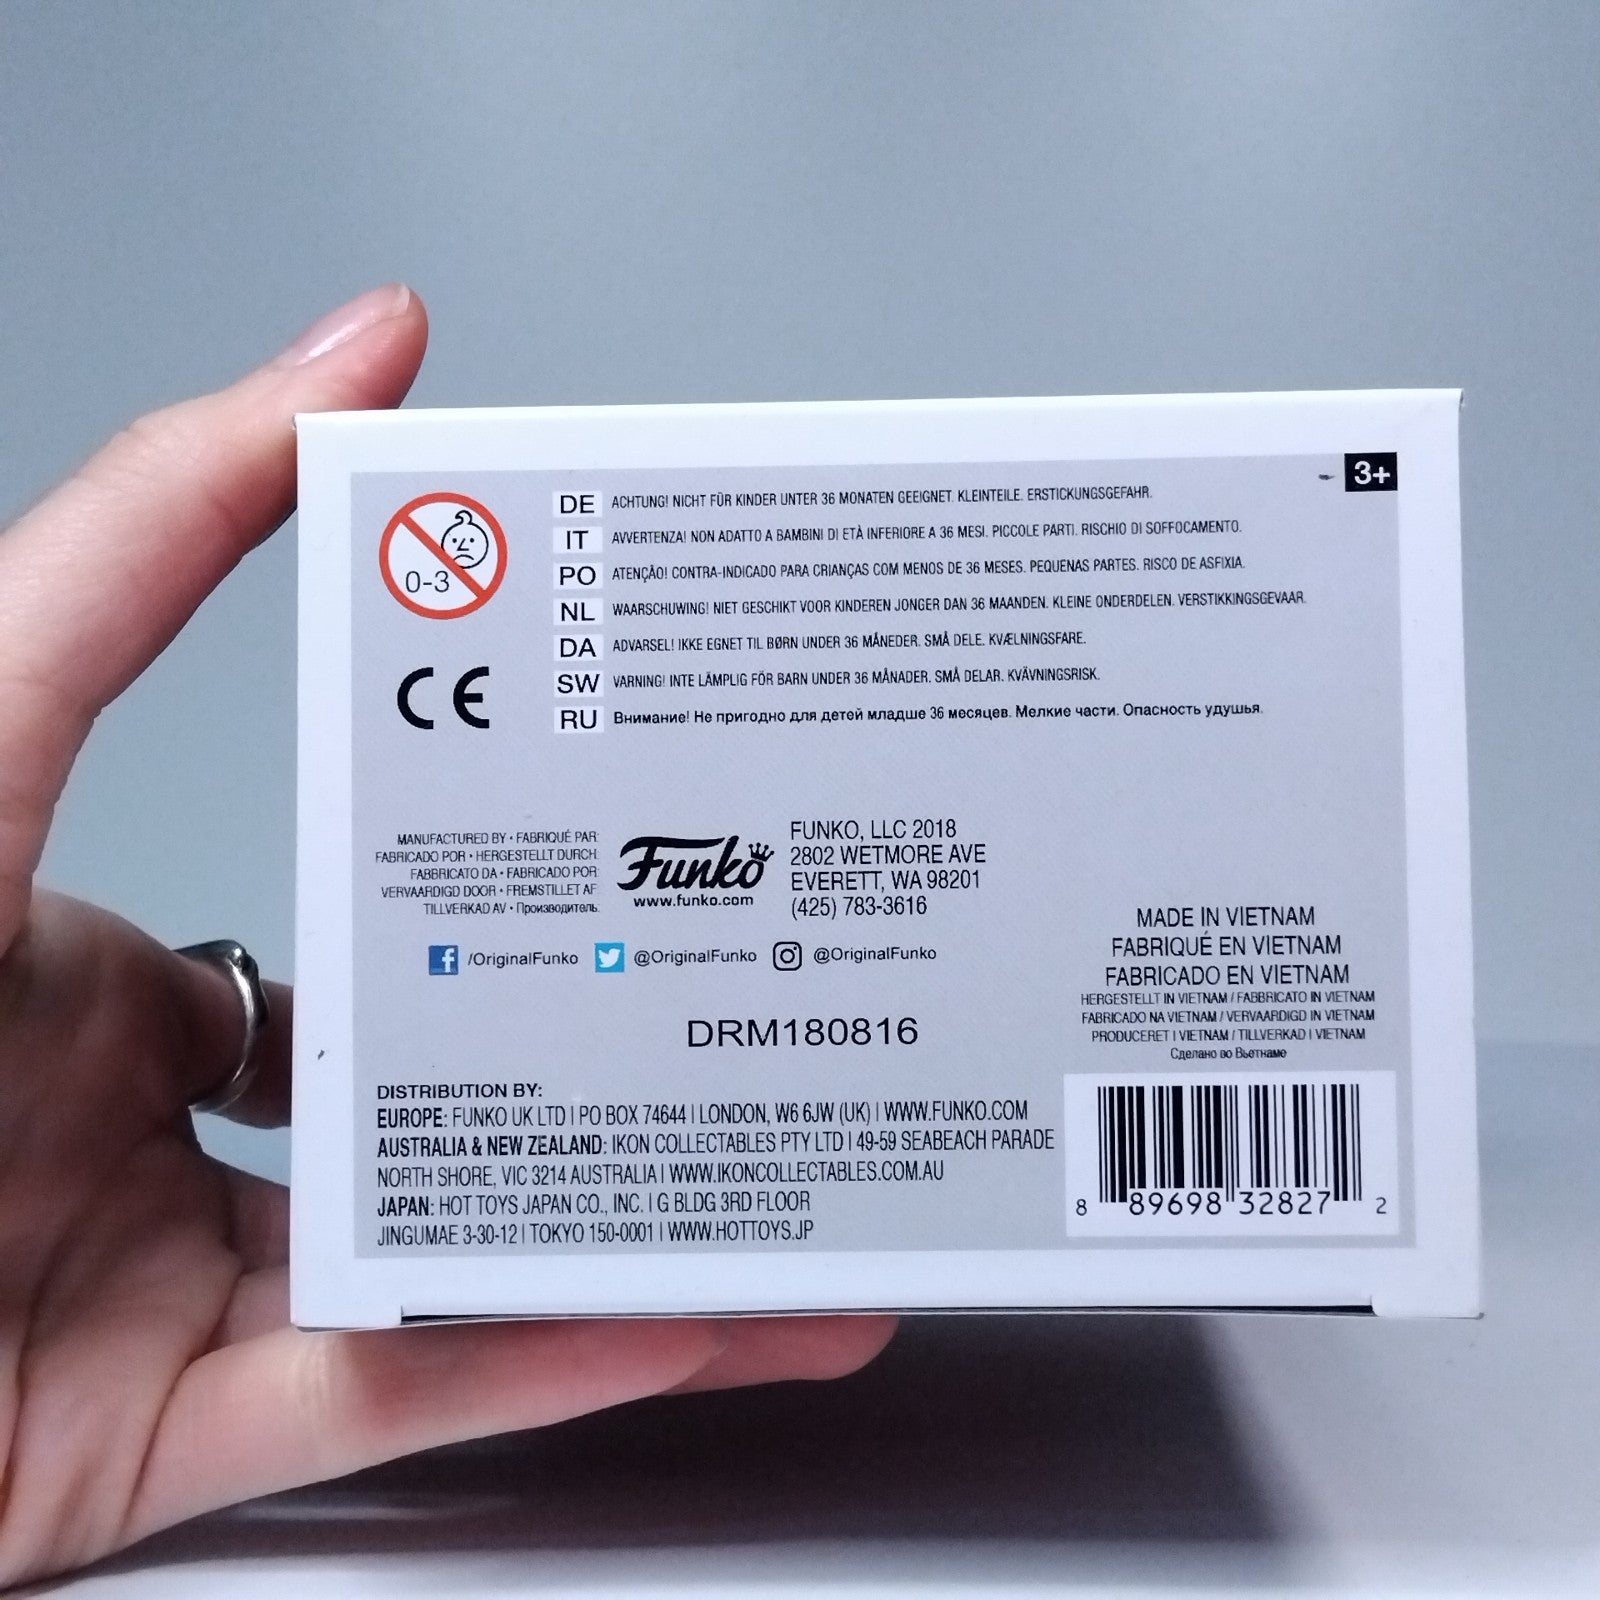 3+
0-3
DE ACHTUNG! NICHT FÜR KINDER UNTER 36 MONATEN GEEIGNET. KLEINTEILE. ERSTICKUNGSGEFAHR.
IT AVVERTENZA! NON ADATTO A BAMBINI DI ETÀ INFERIORE A 36 MESI. PICCOLE PARTI. RISCHIO DI SOFFOCAMENTO.
PO ATENÇÃO! CONTRA-INDICADO PARA CRIANÇAS COM MENOS DE 36 MESES. PEQUENAS PARTES. RISCO DE ASFIXIA.
NL WAARSCHUWING! NIET GESCHIKT VOOR KINDEREN JONGER DAN 36 MAANDEN. KLEINE ONDERDELEN. VERSTIKKINGSGEVAAR.
DA ADVARSEL! IKKE EGNET TIL BØRN UNDER 36 MÅNEDER. SMÅ DELE. KVÆLNINGSFARE.
SW VARNING! INTE LÄMPLIG FÖR BARN UNDER 36 MÅNADER. SMÅ DELAR. KVÄVNINGSRISK.
RU Внимание! Не пригодно для детей младше 36 месяцев. Мелкие части. Опасность удушья.
CE
MANUFACTURED BY • FABRIQUÉ PAR:
FABRICADO POR • HERGESTELLT DURCH:
FABBRICATO DA • FABRICADO POR:
VERVAARDIGD DOOR • FREMSTILLET AF:
TILLVERKAD AV • Производитель:
Funko
www.funko.com
FUNKO, LLC 2018
2802 WETMORE AVE
EVERETT, WA 98201
(425) 783-3616
/OriginalFunko @OriginalFunko @OriginalFunko
DRM180816
MADE IN VIETNAM
FABRIQUÉ EN VIETNAM
FABRICADO EN VIETNAM
HERGESTELLT IN VIETNAM / FABBRICATO IN VIETNAM
FABRICADO NA VIETNAM / VERVAARDIGD IN VIETNAM
PRODUCERET I VIETNAM / TILLVERKAD I VIETNAM
Сделано во Вьетнаме
DISTRIBUTION BY:
EUROPE: FUNKO UK LTD | PO BOX 74644 | LONDON, W6 6JW (UK) | WWW.FUNKO.COM
AUSTRALIA & NEW ZEALAND: IKON COLLECTABLES PTY LTD | 49-59 SEABEACH PARADE
NORTH SHORE, VIC 3214 AUSTRALIA | WWW.IKONCOLLECTABLES.COM.AU
JAPAN: HOT TOYS JAPAN CO., INC. | G BLDG 3RD FLOOR
JINGUMAE 3-30-12 | TOKYO 150-0001 | WWW.HOTTOYS.JP
8 89698 32827 2